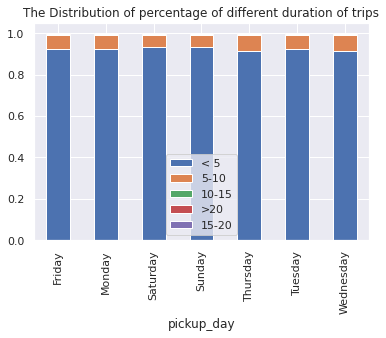 The Distribution of percentage of different duration of trips
1.0
0.8
0.6
0.4
0.2
0.0
< 5
5-10
10-15
>20
15-20
Friday
Monday
Saturday
Sunday
Thursday
Tuesday
Wednesday
pickup_day